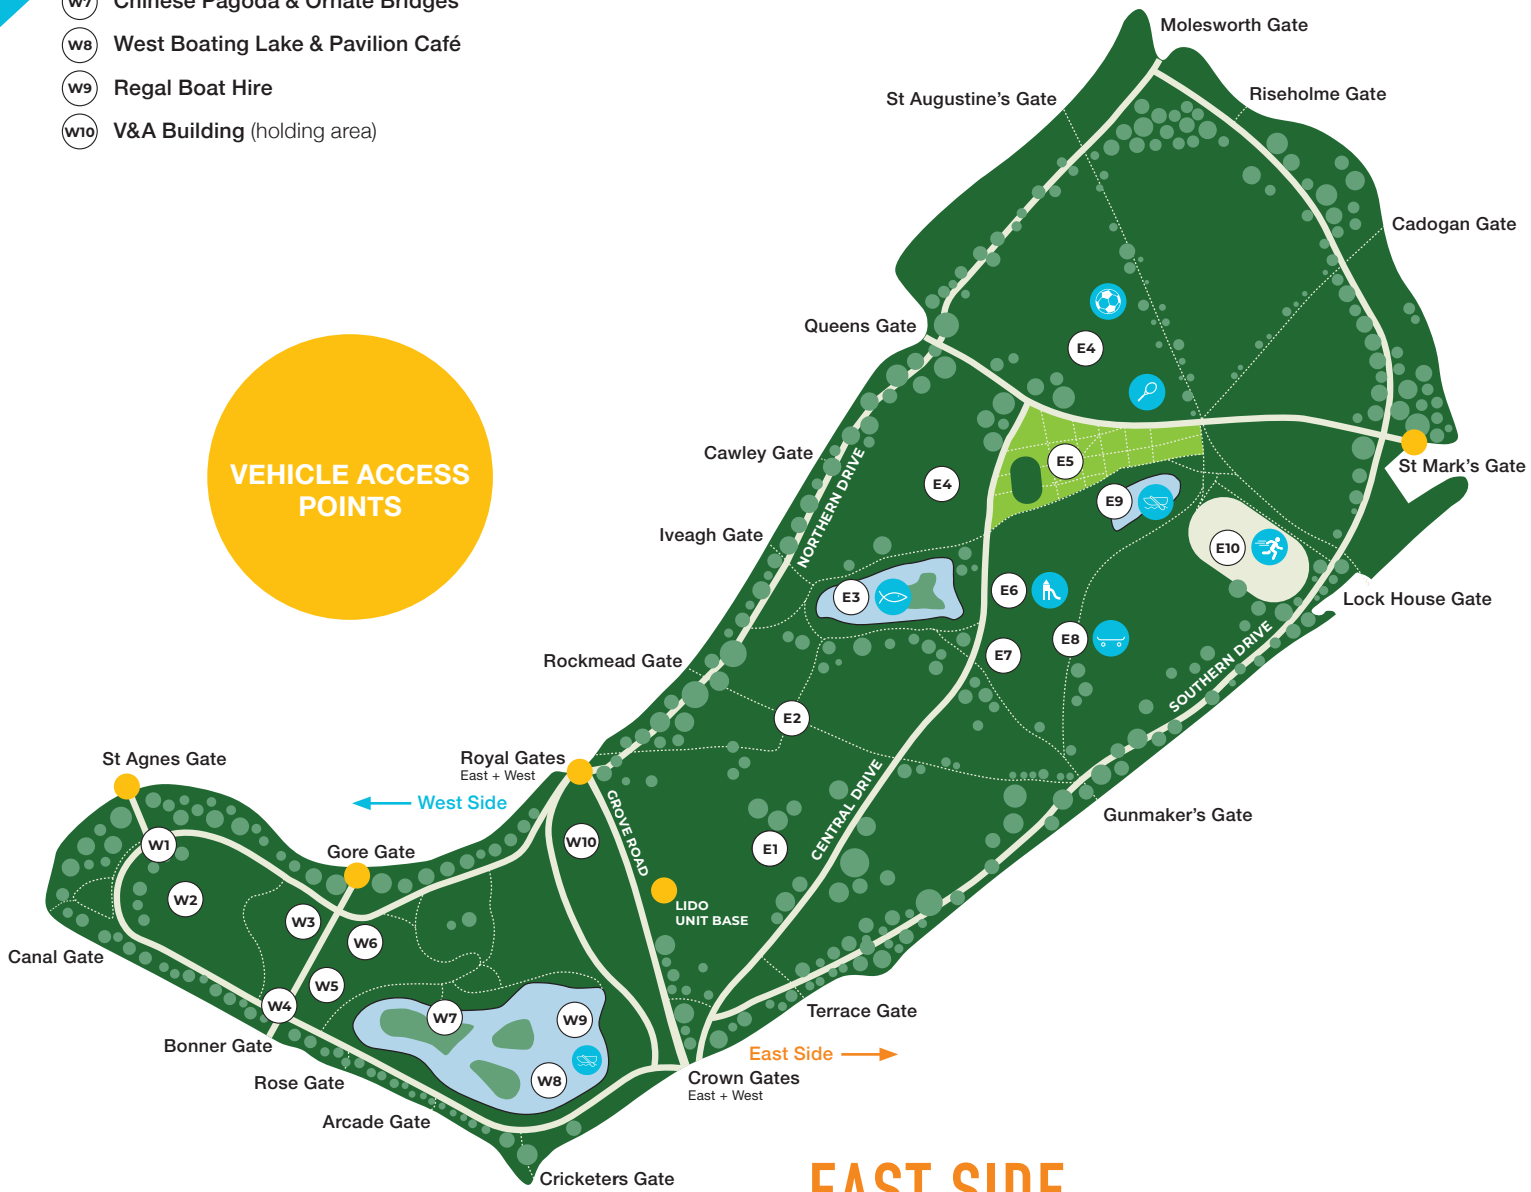 W7 Chinese Pagoda & Ornate Bridges
W8 West Boating Lake & Pavilion Café
W9 Regal Boat Hire
W10 V&A Building (holding area)
Molesworth Gate
St Augustine's Gate
Riseholme Gate
Cadogan Gate
Queens Gate
E4
Cawley Gate
St Mark's Gate
VEHICLE ACCESS
POINTS
NORTHERN DRIVE
E4
E5
E9
E10
Iveagh Gate
E3
E6
Lock House Gate
E8
E7
SOUTHERN DRIVE
Rockmead Gate
E2
St Agnes Gate
Royal Gates
East + West
West Side
GROVE ROAD
CENTRAL DRIVE
Gunmaker's Gate
W1
Gore Gate
W10
E1
W2
LIDO
UNIT BASE
W3
W6
Canal Gate
W5
W4
W7
W9
Terrace Gate
Bonner Gate
East Side
Rose Gate
W8
Crown Gates
East + West
Arcade Gate
Cricketers Gate
EAST SIDE